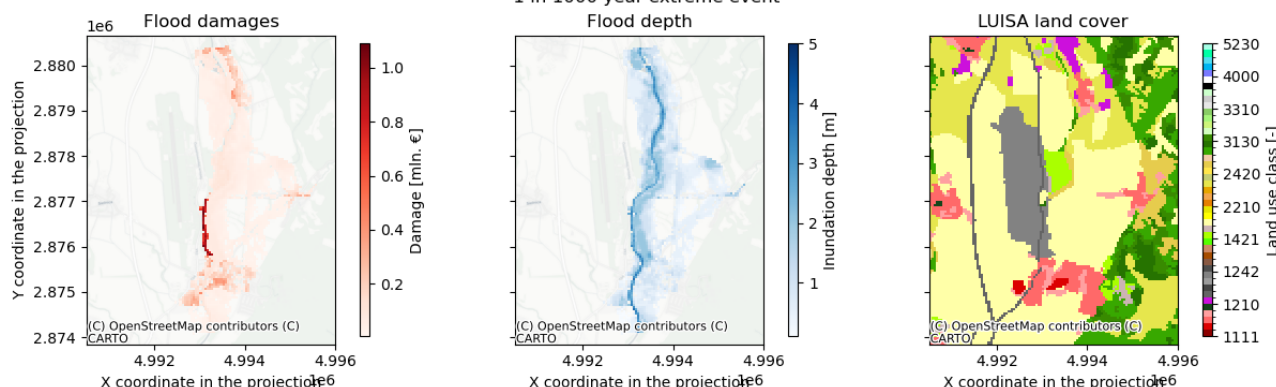 1 in 1000 year extreme event
Flood damages
Flood depth
LUISA land cover
1e6
2.880
2.879
2.878
2.877
2.876
2.875
2.874
Y coordinate in the projection
(C) OpenStreetMap contributors (C)
CARTO
4.992
4.994
4.996
1e6
X coordinate in the projection
1.0
0.8
0.6
0.4
0.2
Damage [mln. €]
(C) OpenStreetMap contributors (C)
CARTO
4.992
4.994
4.996
1e6
X coordinate in the projection
5
4
3
2
1
Inundation depth [m]
(C) OpenStreetMap contributors (C)
CARTO
4.992
4.994
4.996
1e6
X coordinate in the projection
5230
4000
3310
3130
2420
2210
1421
1242
1210
1111
Land use class [-]